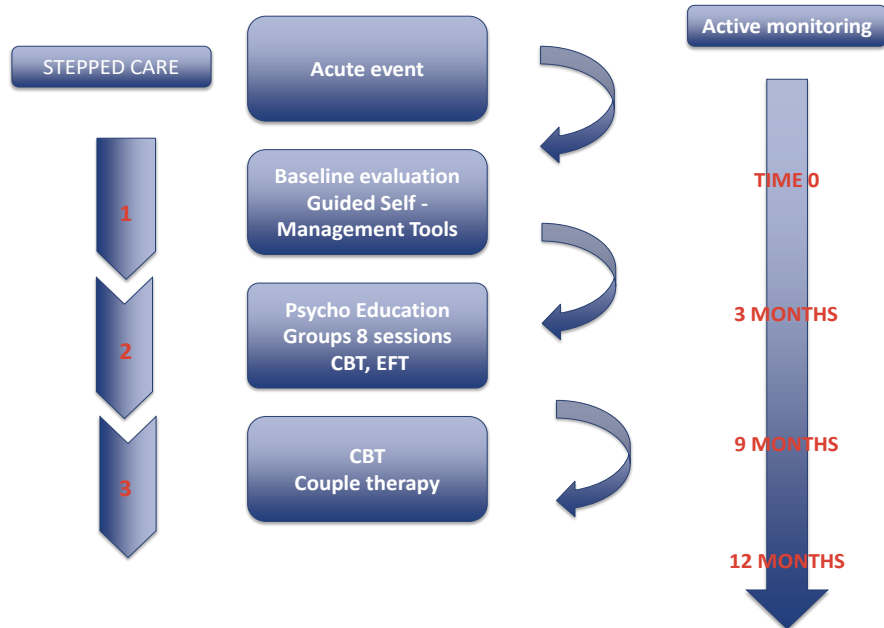 STEPPED CARE
Acute event
Active monitoring
1
Baseline evaluation
Guided Self -
Management Tools
TIME 0
2
Psycho Education
Groups 8 sessions
CBT, EFT
3 MONTHS
3
CBT
Couple therapy
9 MONTHS
12 MONTHS